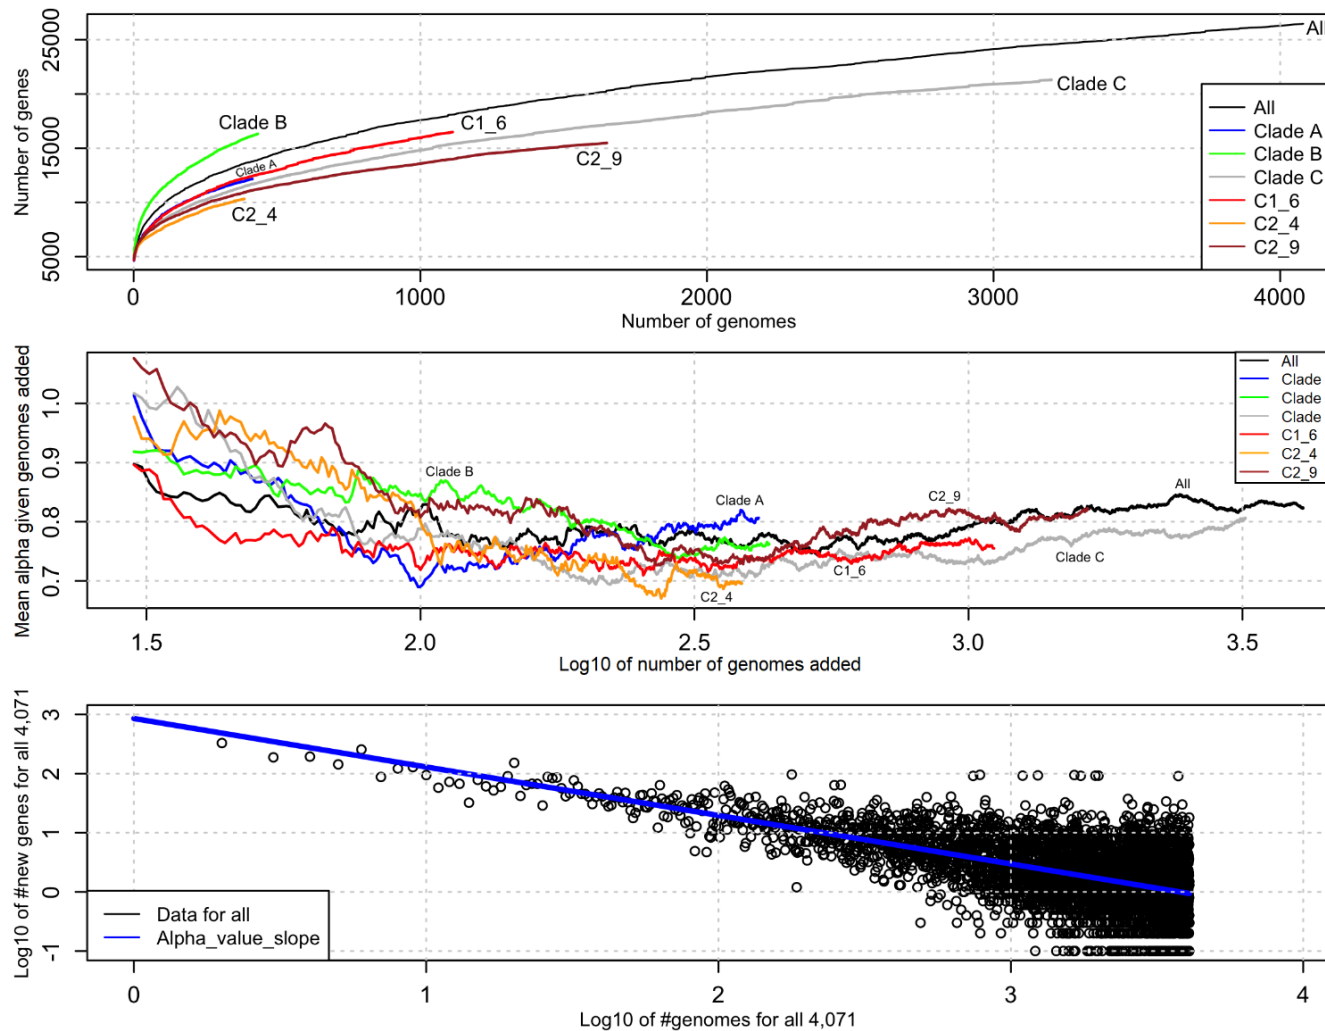 25000
15000
5000
Number of genes
All
Clade C
C1_6
Clade B
C2_9
Clade A
C2_4
All
Clade A
Clade B
Clade C
C1_6
C2_4
C2_9
0 1000 2000 3000 4000
Number of genomes
1.0
0.9
0.8
0.7
Mean alpha given genomes added
All
Clade
Clade
Clade
C1_6
C2_4
C2_9
Clade B
Clade A
C2_9
All
C1_6
Clade C
C2_4
1.5 2.0 2.5 3.0 3.5
Log10 of number of genomes added
3
2
1
0
-1
Log10 of #new genes for all 4,071
Data for all
Alpha_value_slope
0 1 2 3 4
Log10 of #genomes for all 4,071